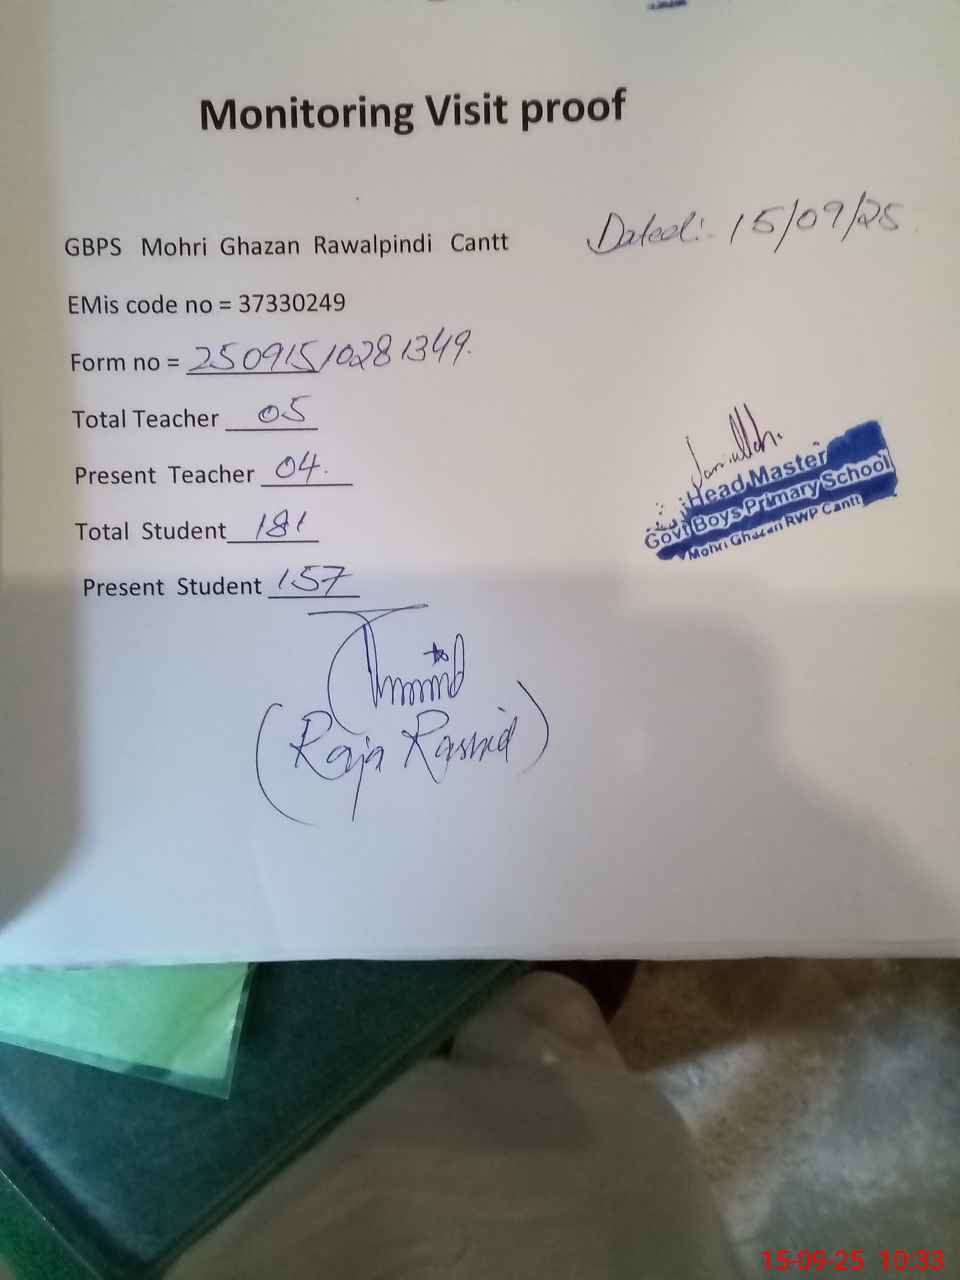 Monitoring Visit proof
GBPS Mohri Ghazan Rawalpindi Cantt
Dated:- 15/09/25
EMis code no = 37330249
Form no = 25091510281349.
Total Teacher 05
Present Teacher 04.
Total Student 181
Present Student 157
Head Master
Govt Boys Primary School
Mohri Ghazan RWP Cantt
(Raja Rashid)
15-09-25 10:33